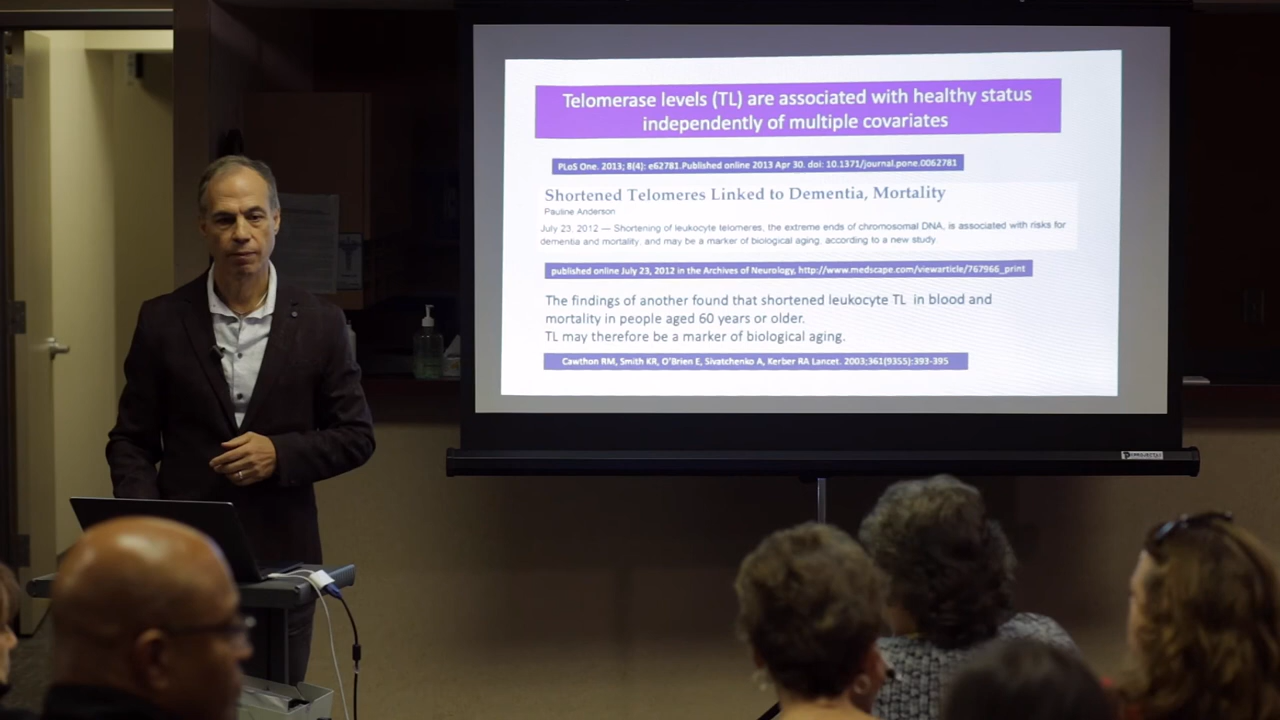 Telomerase levels (TL) are associated with healthy status
independently of multiple covariates
PLoS One. 2013; 8(4): e62781.Published online 2013 Apr 30. doi: 10.1371/journal.pone.0062781
Shortened Telomeres Linked to Dementia, Mortality
Pauline Anderson
July 23, 2012 — Shortening of leukocyte telomeres, the extreme ends of chromosomal DNA, is associated with risks for
dementia and mortality, and may be a marker of biological aging, according to a new study
published online July 23, 2012 in the Archives of Neurology, http://www.medscape.com/viewarticle/767966_print
The findings of another found that shortened leukocyte TL in blood and
mortality in people aged 60 years or older.
TL may therefore be a marker of biological aging.
Cawthon RM, Smith KR, O'Brien E, Sivatchenko A, Kerber RA Lancet. 2003;361(9355):393-395